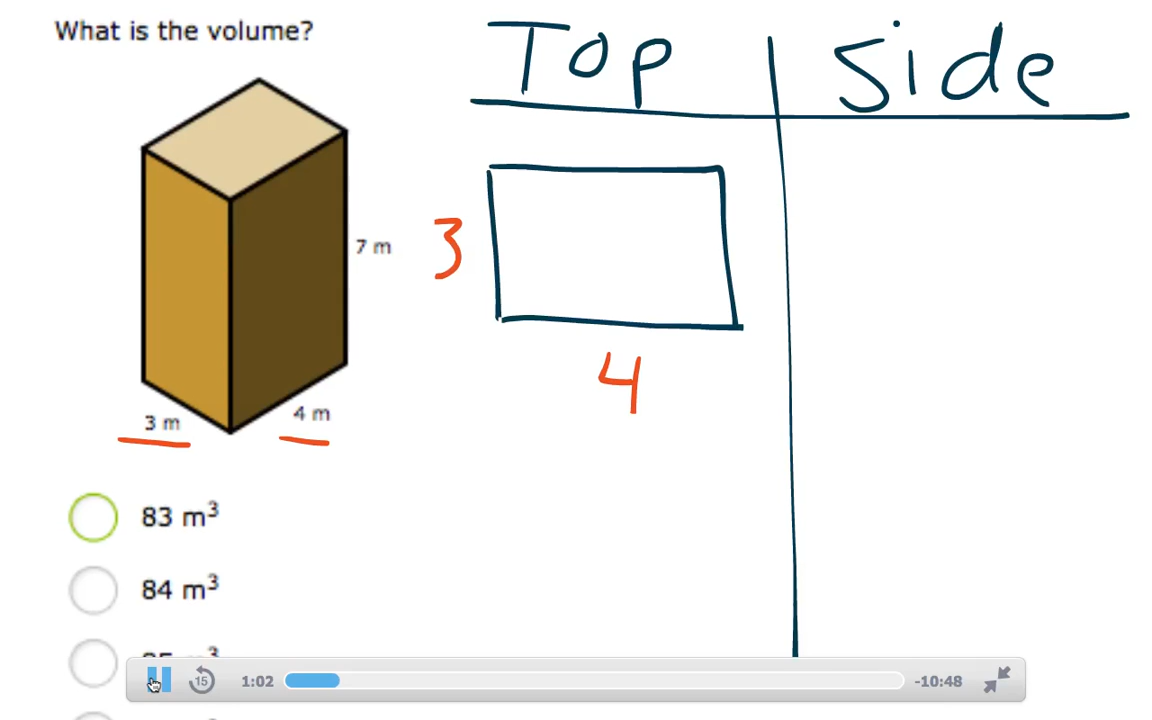 What is the volume?
Top Side
7 m
3
4
3 m
4 m
83 m³
84 m³
15 1:02 -10:48